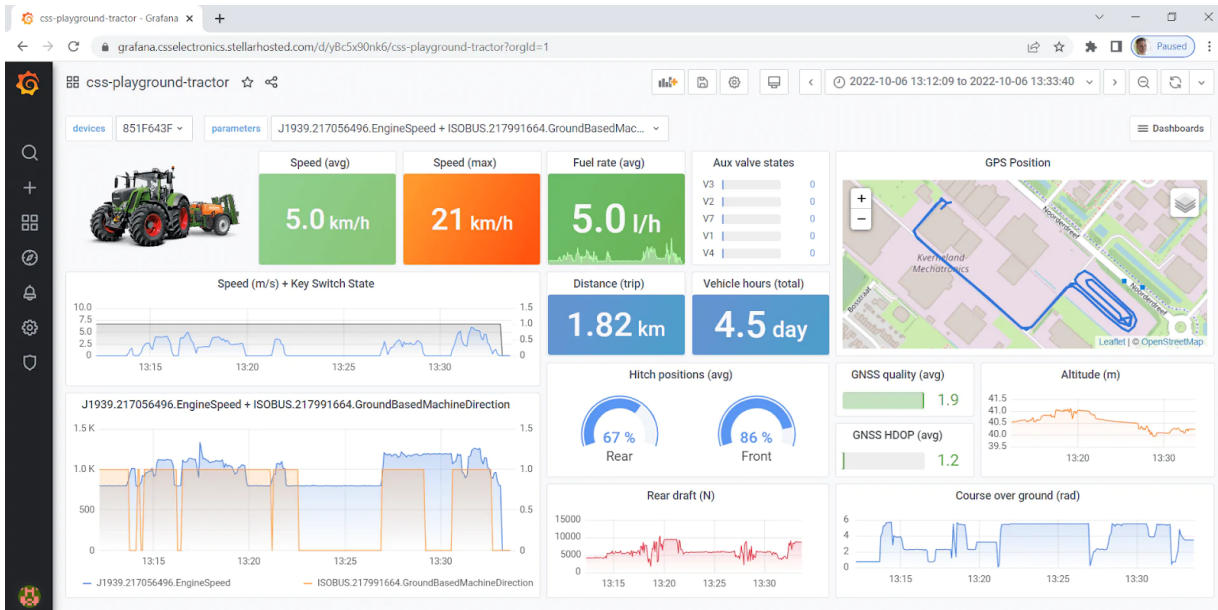 css-playground-tractor - Grafana
grafana.csselectronics.stellarhosted.com/d/yBc5x90nk6/css-playground-tractor?orgId=1
Paused
css-playground-tractor
2022-10-06 13:12:09 to 2022-10-06 13:33:40
devices 851F643F parameters J1939.217056496.EngineSpeed + ISOBUS.217991664.GroundBasedMac... Dashboards
Speed (avg)
5.0 km/h
Speed (max)
21 km/h
Fuel rate (avg)
5.0 l/h
Aux valve states
V3 0
V2 0
V7 0
V1 0
V4 0
GPS Position
+
−
Noorderdreef
Kverneland
Mechatronics
Bosstraat
Noorderdreef
Leaflet | © OpenStreetMap
Speed (m/s) + Key Switch State
10.0 1.5
7.5
5.0 1.0
2.5 0.5
0 0
13:15 13:20 13:25 13:30
Distance (trip)
1.82 km
Vehicle hours (total)
4.5 day
J1939.217056496.EngineSpeed + ISOBUS.217991664.GroundBasedMachineDirection
1.5 K 1.5
1.0 K 1.0
500 0.5
0 0
13:15 13:20 13:25 13:30
J1939.217056496.EngineSpeed ISOBUS.217991664.GroundBasedMachineDirection
Hitch positions (avg)
67 % 86 %
Rear Front
GNSS quality (avg)
1.9
GNSS HDOP (avg)
1.2
Altitude (m)
41.5
41.0
40.5
40.0
39.5
13:20 13:30
Rear draft (N)
15000
10000
5000
0
13:15 13:20 13:25 13:30
Course over ground (rad)
6
4
2
0
13:15 13:20 13:25 13:30